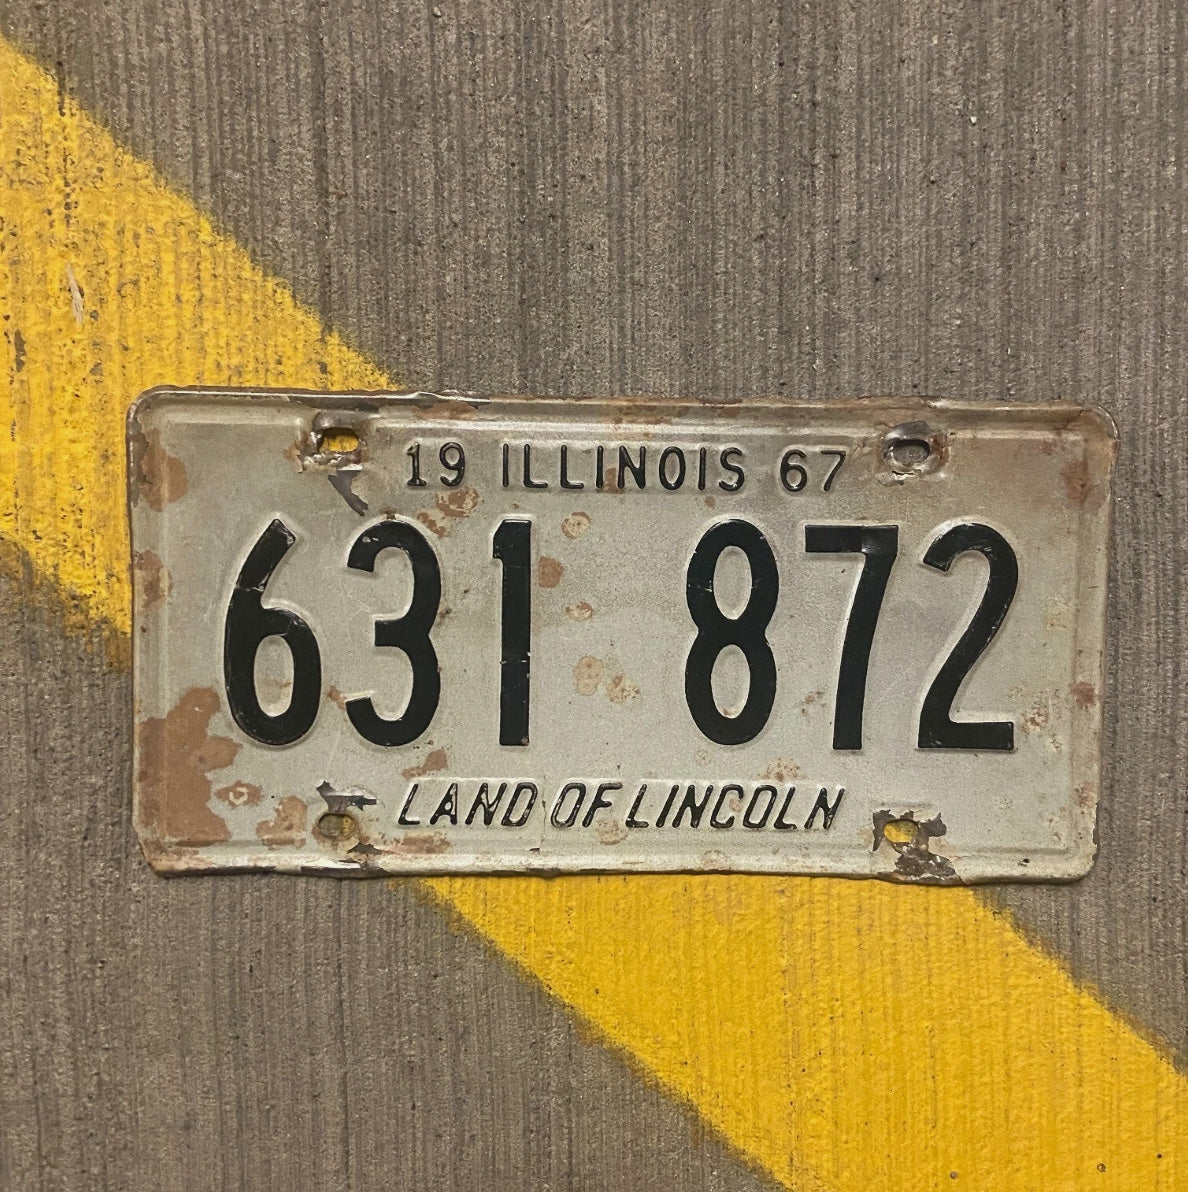 19 ILLINOIS 67
631 872
LAND OF LINCOLN